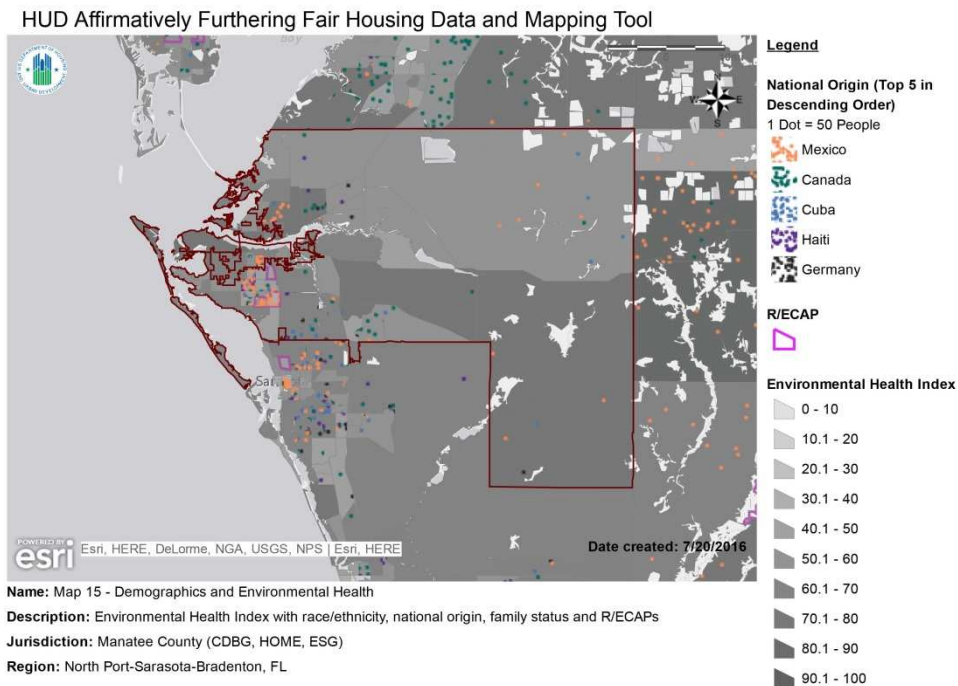 HUD Affirmatively Furthering Fair Housing Data and Mapping Tool
Legend
National Origin (Top 5 in
Descending Order)
1 Dot = 50 People
Mexico
Canada
Cuba
Haiti
Germany
R/ECAP
Environmental Health Index
0 - 10
10.1 - 20
20.1 - 30
30.1 - 40
40.1 - 50
50.1 - 60
60.1 - 70
70.1 - 80
80.1 - 90
90.1 - 100
Bay
N
W E
S
POWERED BY
esri
Esri, HERE, DeLorme, NGA, USGS, NPS | Esri, HERE
Date created: 7/20/2016
Name: Map 15 - Demographics and Environmental Health
Description: Environmental Health Index with race/ethnicity, national origin, family status and R/ECAPs
Jurisdiction: Manatee County (CDBG, HOME, ESG)
Region: North Port-Sarasota-Bradenton, FL